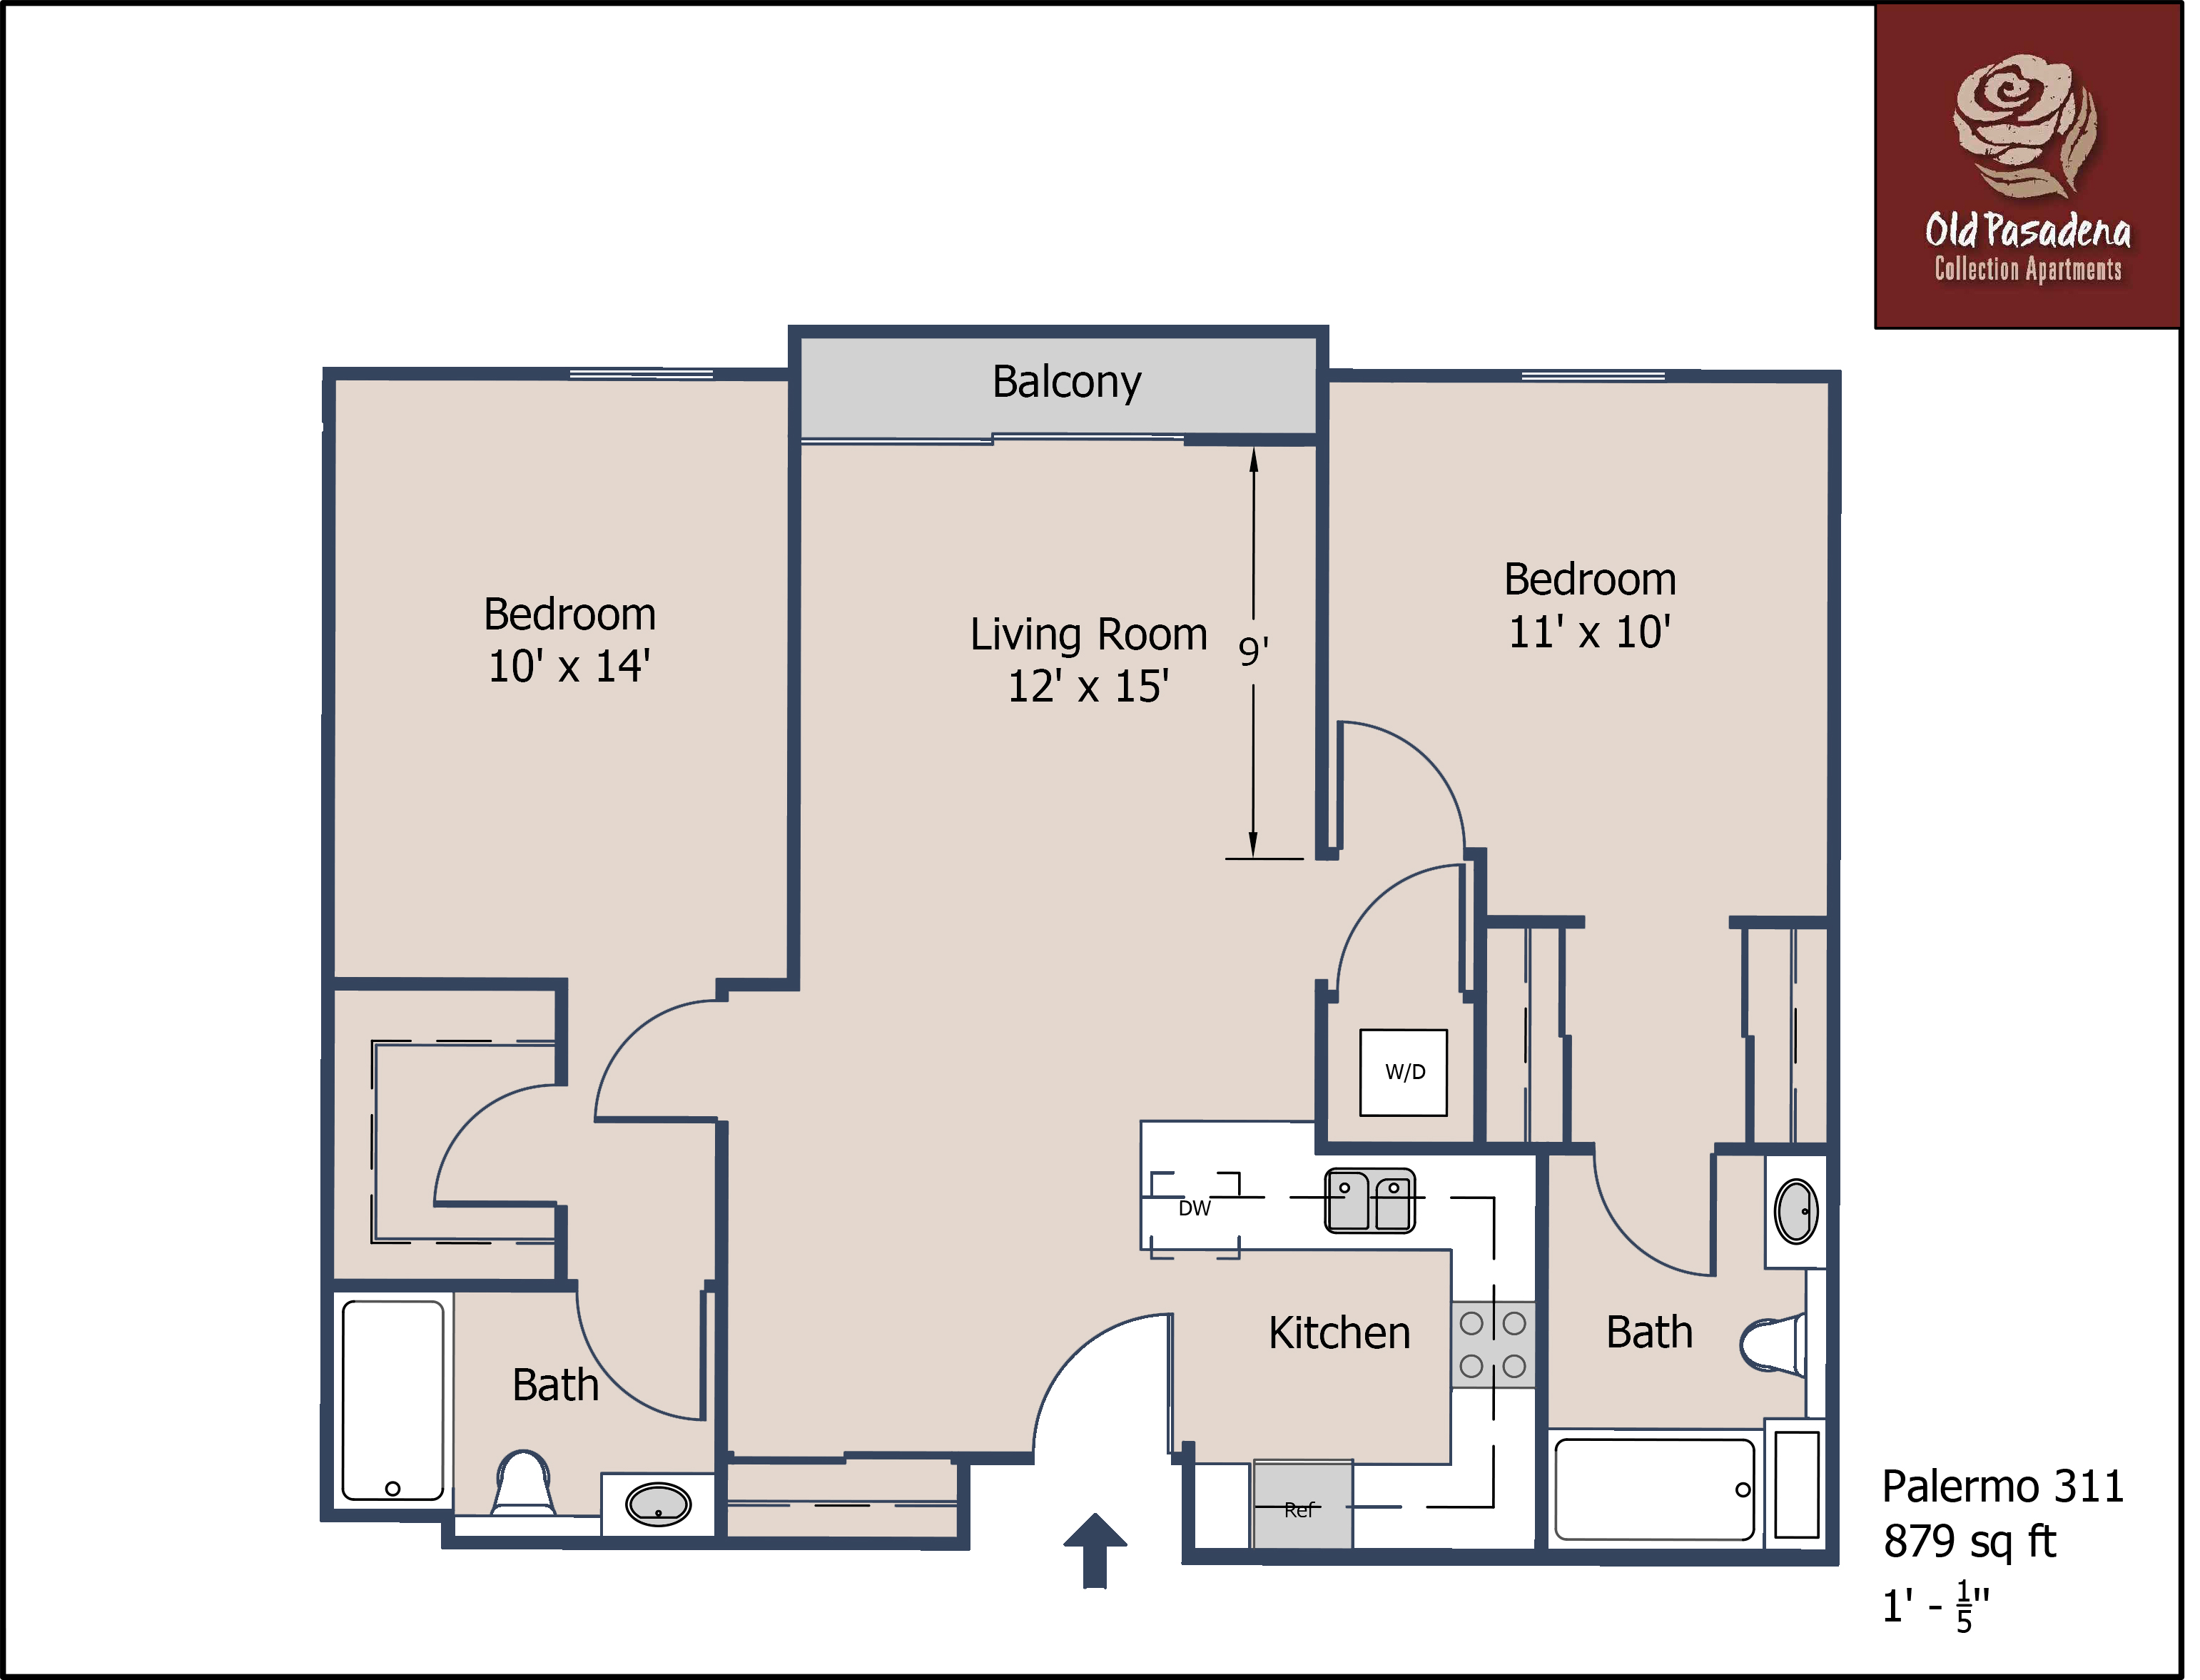 Old Pasadena
Collection Apartments
Balcony
Bedroom
10' x 14'
Living Room
12' x 15'
9'
Bedroom
11' x 10'
W/D
DW
Kitchen
Bath
Bath
Ref
Palermo 311
879 sq ft
1' - 1/5"